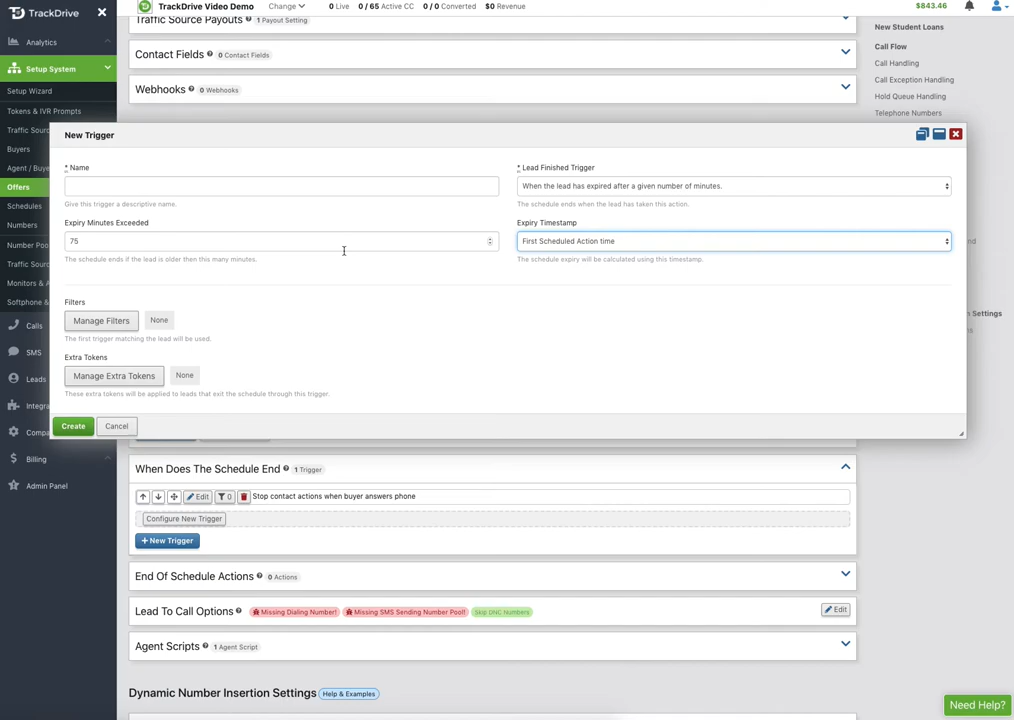 TrackDrive
TrackDrive Video Demo
Change
0 Live
0 / 65 Active CC
0 / 0 Converted
$0 Revenue
$843.46
Analytics
Setup System
Setup Wizard
Tokens & IVR Prompts
Traffic Sourc
Buyers
Agent / Buye
Offers
Schedules
Numbers
Number Poo
Traffic Sourc
Monitors & A
Softphone &
Calls
SMS
Leads
Integra
Compa
Billing
Admin Panel
Traffic Source Payouts
1 Payout Setting
Contact Fields
0 Contact Fields
Webhooks
0 Webhooks
New Student Loans
Call Flow
Call Handling
Call Exception Handling
Hold Queue Handling
Telephone Numbers
New Trigger
* Name
Give this trigger a descriptive name.
* Lead Finished Trigger
When the lead has expired after a given number of minutes.
The schedule ends when the lead has taken this action.
Expiry Minutes Exceeded
75
The schedule ends if the lead is older then this many minutes.
Expiry Timestamp
First Scheduled Action time
The schedule expiry will be calculated using this timestamp.
Filters
Manage Filters
None
The first trigger matching the lead will be used.
Extra Tokens
Manage Extra Tokens
None
These extra tokens will be applied to leads that exit the schedule through this trigger.
Create
Cancel
n Settings
When Does The Schedule End
1 Trigger
Edit
0
Stop contact actions when buyer answers phone
Configure New Trigger
+ New Trigger
End Of Schedule Actions
0 Actions
Lead To Call Options
Missing Dialing Number!
Missing SMS Sending Number Pool!
Skip DNC Numbers
Edit
Agent Scripts
1 Agent Script
Dynamic Number Insertion Settings
Help & Examples
Need Help?